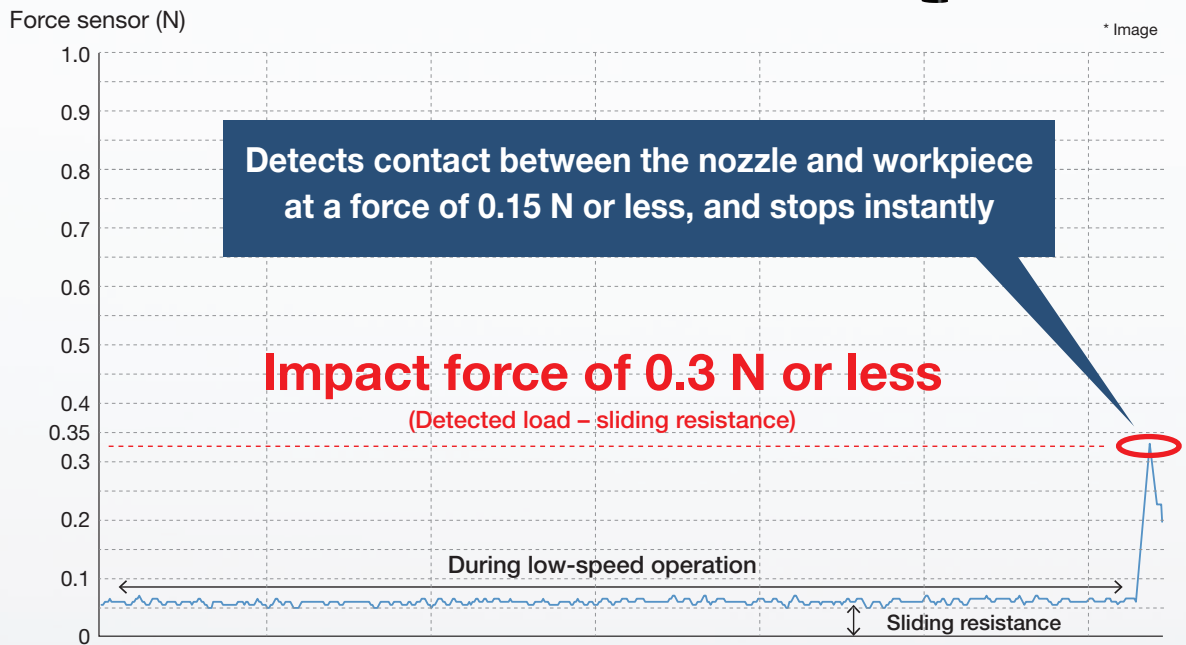 Force sensor (N)
* Image
1.0
0.9
0.8
0.7
0.6
0.5
0.4
0.35
0.3
0.2
0.1
0
Detects contact between the nozzle and workpiece
at a force of 0.15 N or less, and stops instantly
Impact force of 0.3 N or less
(Detected load – sliding resistance)
During low-speed operation
Sliding resistance